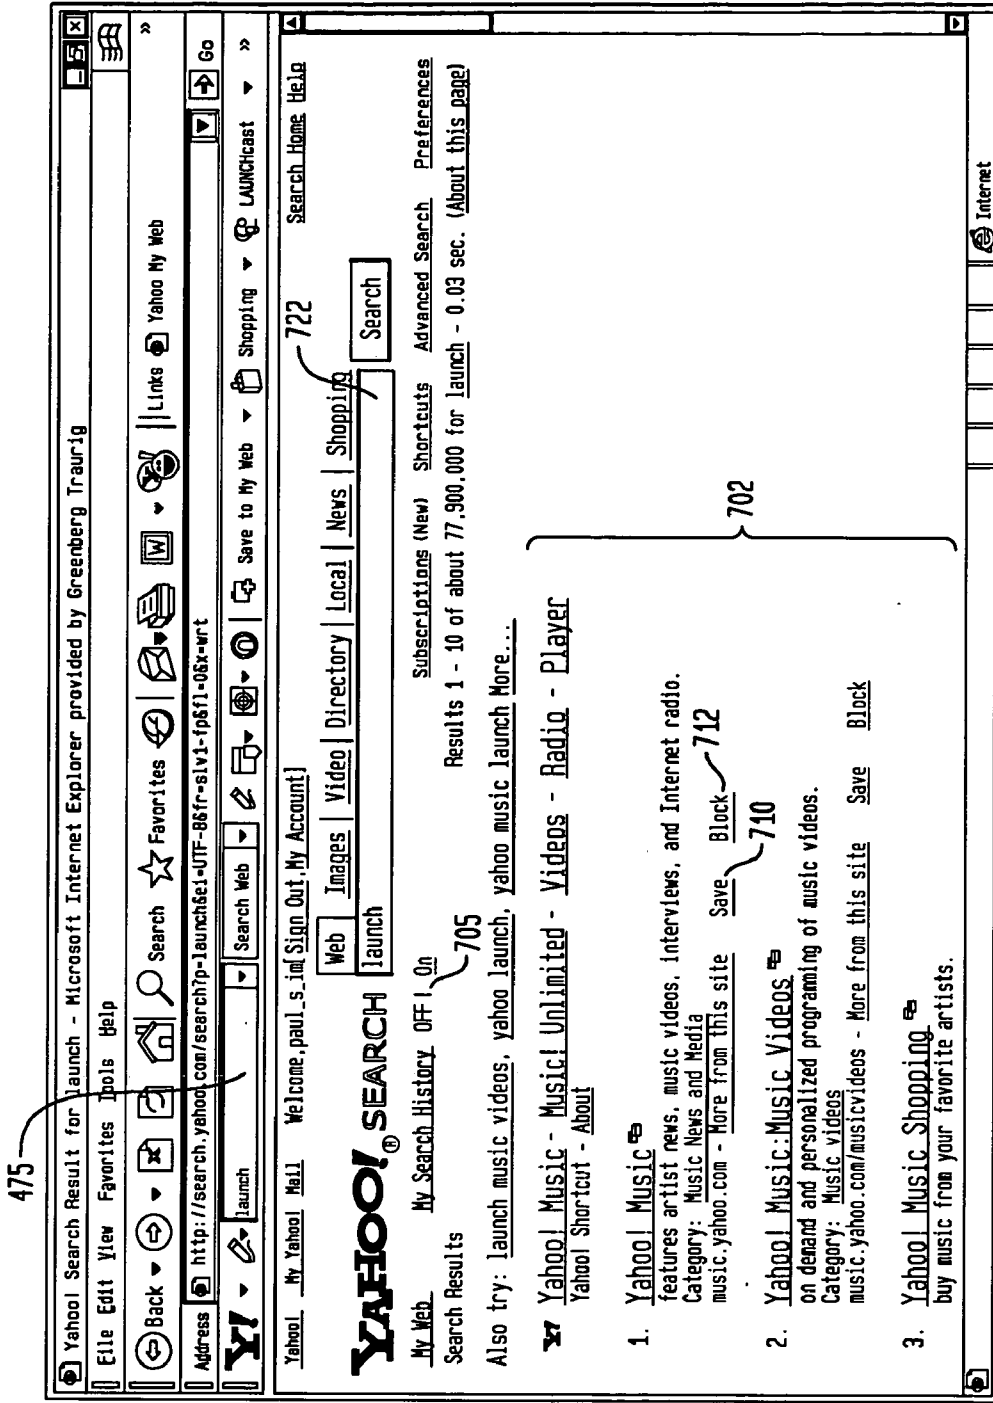 475
Yahoo! Search Result for launch - Microsoft Internet Explorer provided by Greenberg Traurig
File Edit View Favorites Tools Help
Back Search Favorites W Links Yahoo My Web »
Address http://search.yahoo.com/search?p=launch&ei=UTF-8&fr=slv1-fp&fl=0&x=wrt Go
Y! launch Search Web Save to My Web Shopping LAUNCHcast »
Yahoo! My Yahoo! Mail Welcome,paul_s_im[Sign Out,My Account] Search Home Help
722
Web Images Video Directory Local News Shopping
YAHOO!® SEARCH launch Search
My Web My Search History OFF | On Subscriptions (New) Shortcuts Advanced Search Preferences
705
Search Results Results 1 - 10 of about 77,900,000 for launch - 0.03 sec. (About this page)
Also try: launch music videos, yahoo launch, yahoo music launch More...
702
Y! Yahoo! Music - Music! Unlimited - Videos - Radio - Player
Yahoo! Shortcut - About
1. Yahoo! Music
features artist news, music videos, interviews, and Internet radio.
Category: Music News and Media
music.yahoo.com - More from this site Save Block
712
710
2. Yahoo! Music:Music Videos
on demand and personalized programming of music videos.
Category: Music videos
music.yahoo.com/musicvideos - More from this site Save Block
3. Yahoo! Music Shopping
buy music from your favorite artists.
Internet